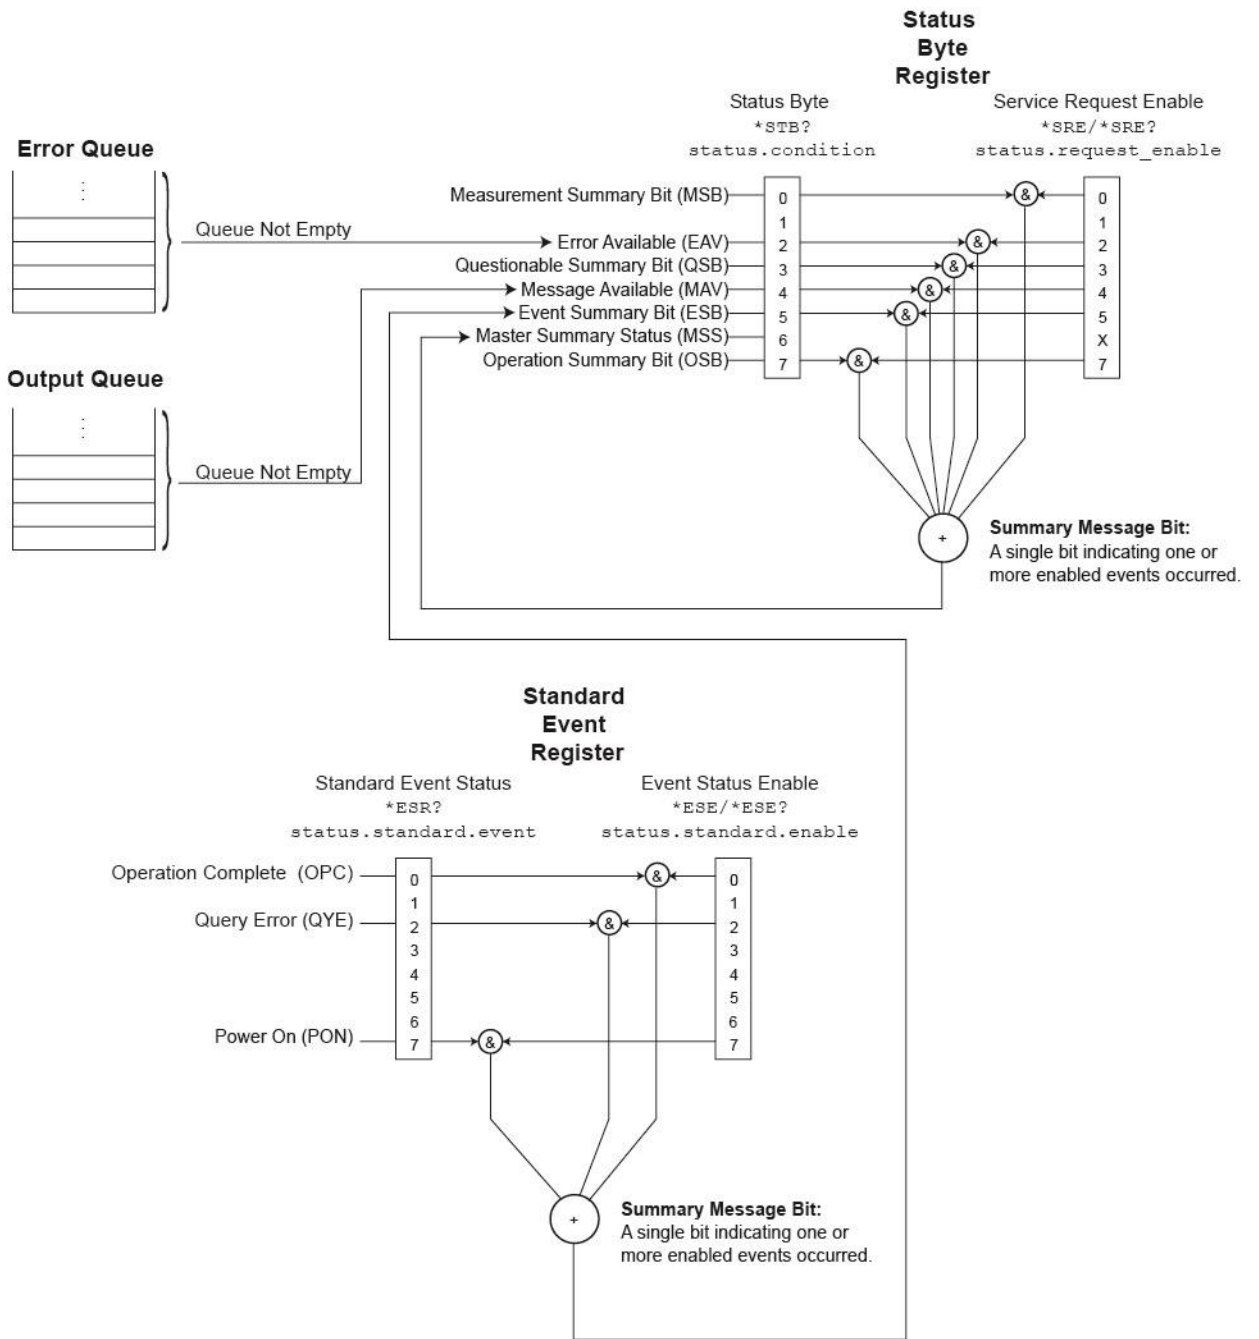 Status
Byte
Register
Status Byte
*STB?
status.condition
Service Request Enable
*SRE/*SRE?
status.request_enable
Error Queue
Queue Not Empty
Measurement Summary Bit (MSB)
Error Available (EAV)
Questionable Summary Bit (QSB)
Message Available (MAV)
Event Summary Bit (ESB)
Master Summary Status (MSS)
Operation Summary Bit (OSB)
0
1
2
3
4
5
6
7
&
&
&
&
&
&
0
1
2
3
4
5
X
7
Output Queue
Queue Not Empty
+
Summary Message Bit:
A single bit indicating one or
more enabled events occurred.
Standard
Event
Register
Standard Event Status
*ESR?
status.standard.event
Event Status Enable
*ESE/*ESE?
status.standard.enable
Operation Complete (OPC)
Query Error (QYE)
Power On (PON)
0
1
2
3
4
5
6
7
&
&
&
0
1
2
3
4
5
6
7
+
Summary Message Bit:
A single bit indicating one or
more enabled events occurred.